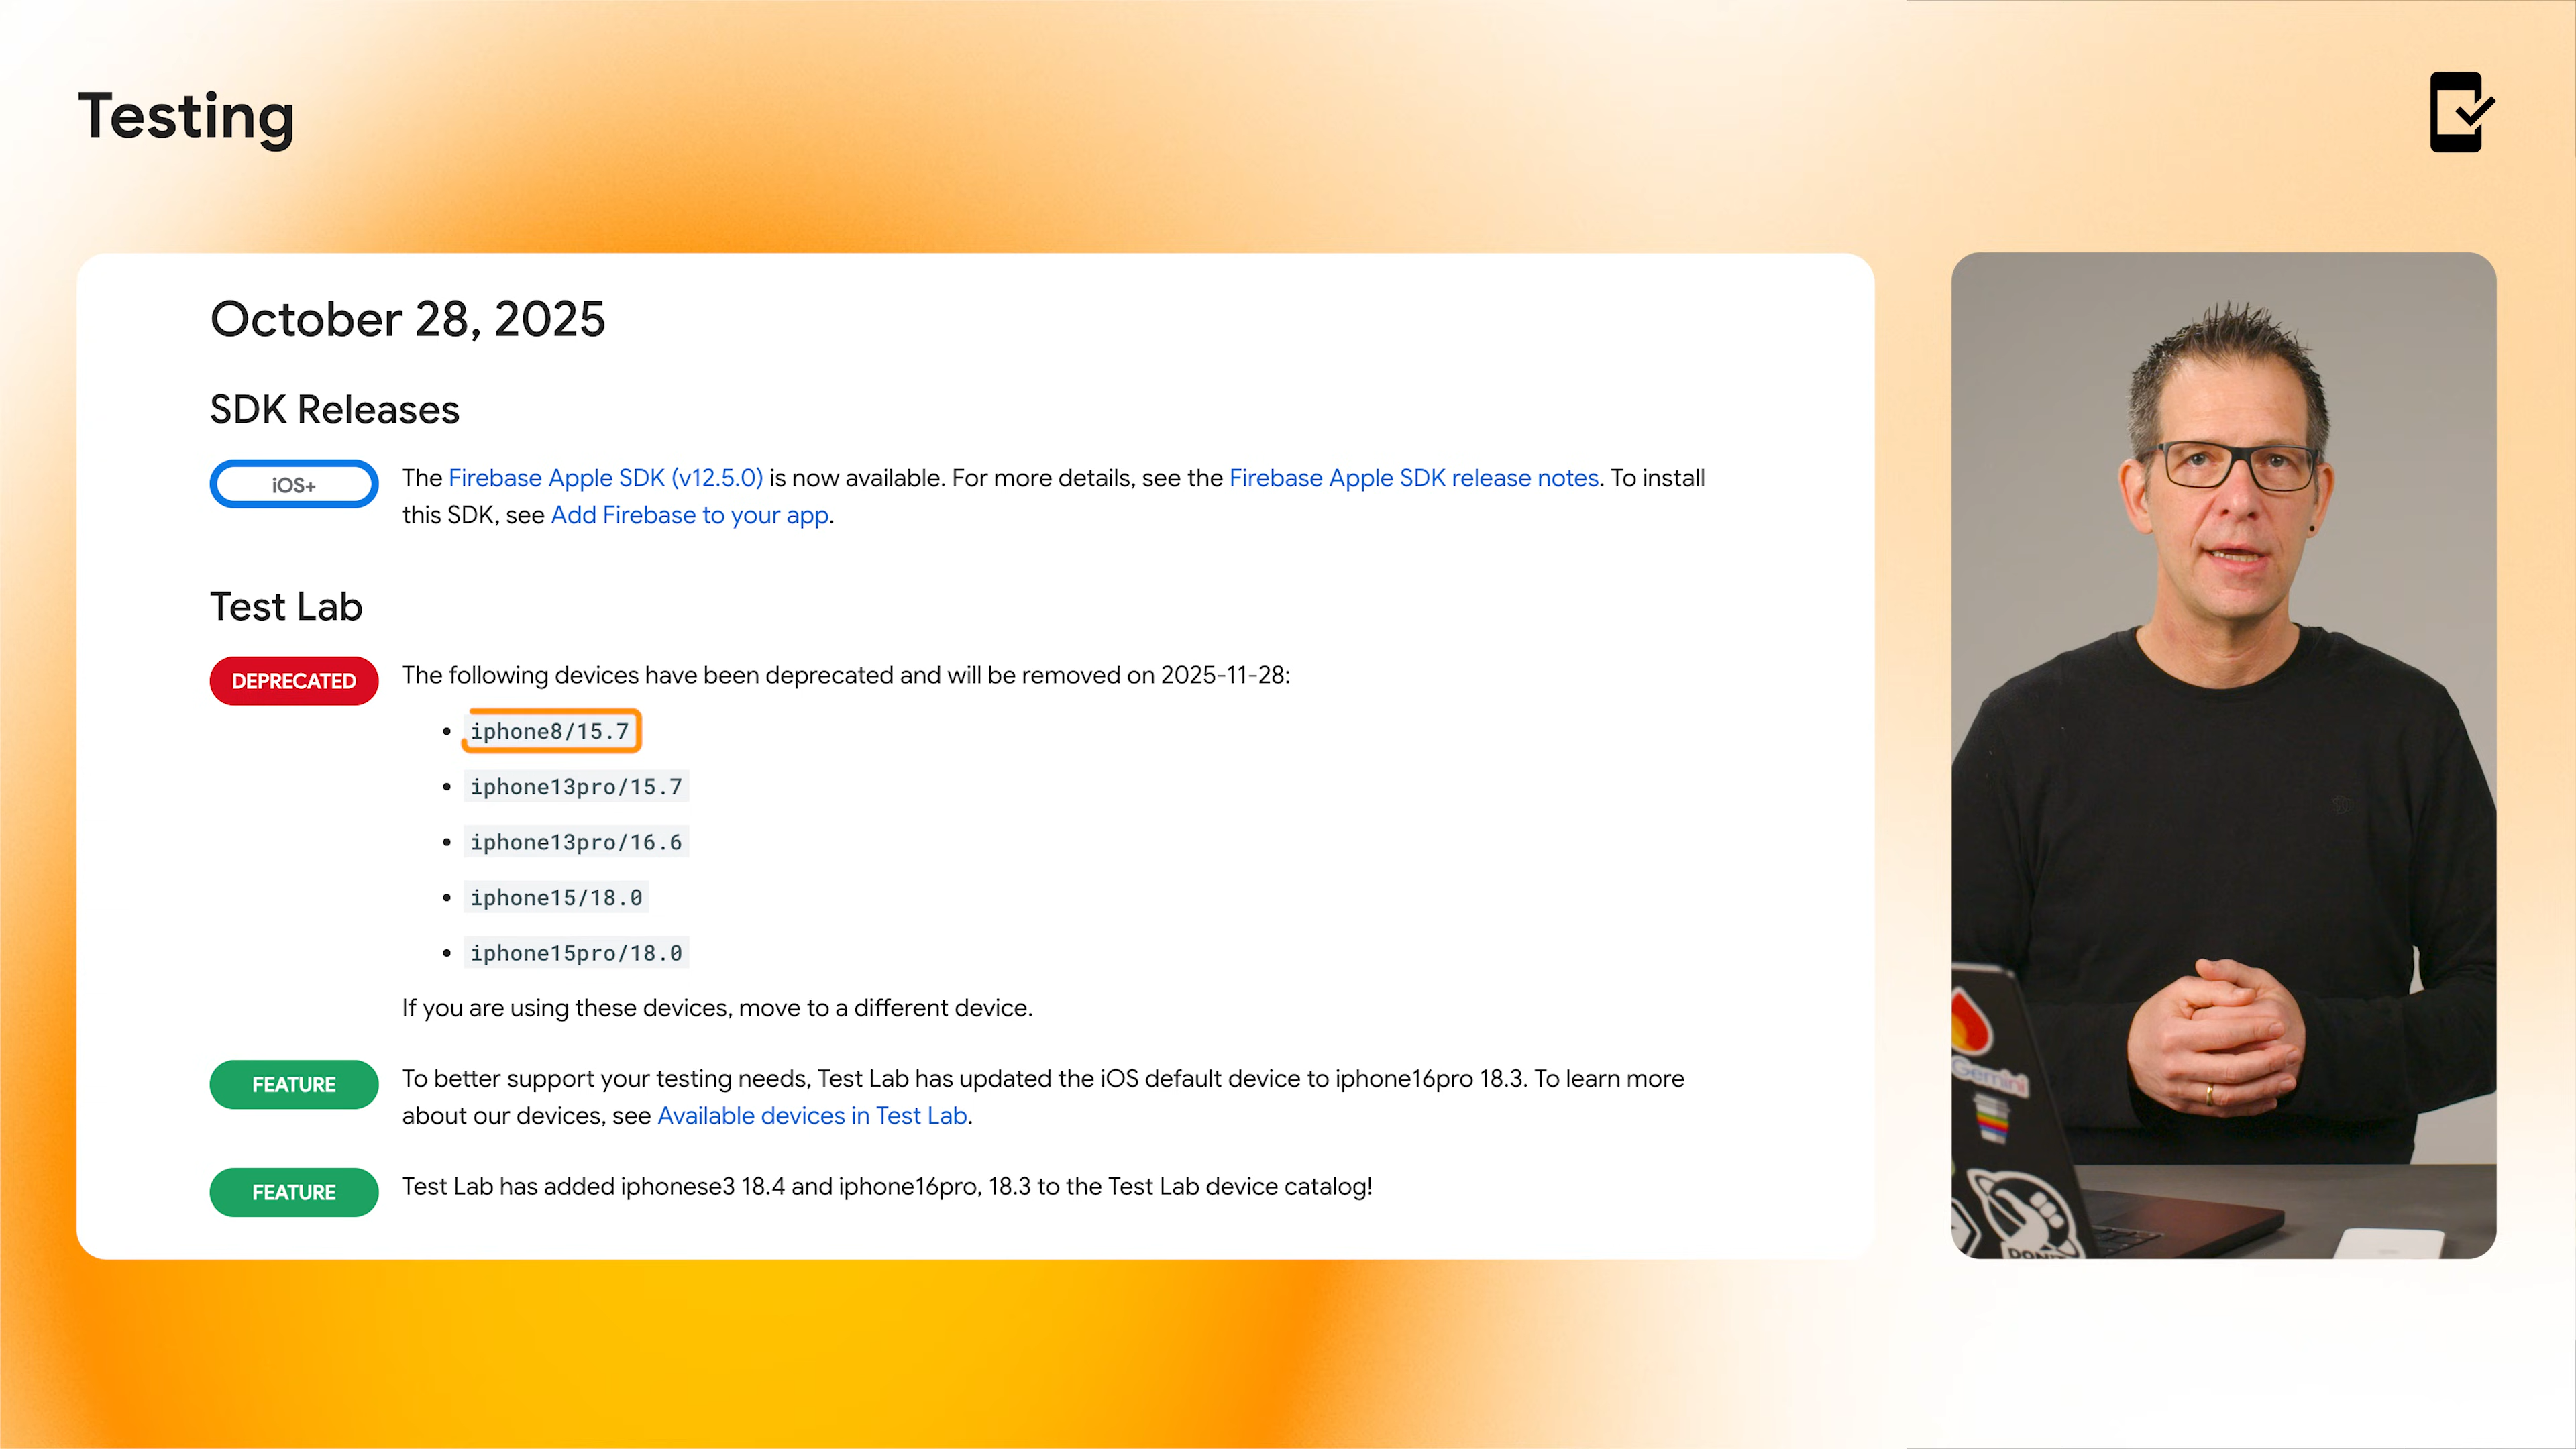 Testing
October 28, 2025
SDK Releases
iOS+
The Firebase Apple SDK (v12.5.0) is now available. For more details, see the Firebase Apple SDK release notes. To install
this SDK, see Add Firebase to your app.
Test Lab
DEPRECATED
The following devices have been deprecated and will be removed on 2025-11-28:
• iphone8/15.7
• iphone13pro/15.7
• iphone13pro/16.6
• iphone15/18.0
• iphone15pro/18.0
If you are using these devices, move to a different device.
FEATURE
To better support your testing needs, Test Lab has updated the iOS default device to iphone16pro 18.3. To learn more
about our devices, see Available devices in Test Lab.
FEATURE
Test Lab has added iphonese3 18.4 and iphone16pro, 18.3 to the Test Lab device catalog!
Gemini
DON'T